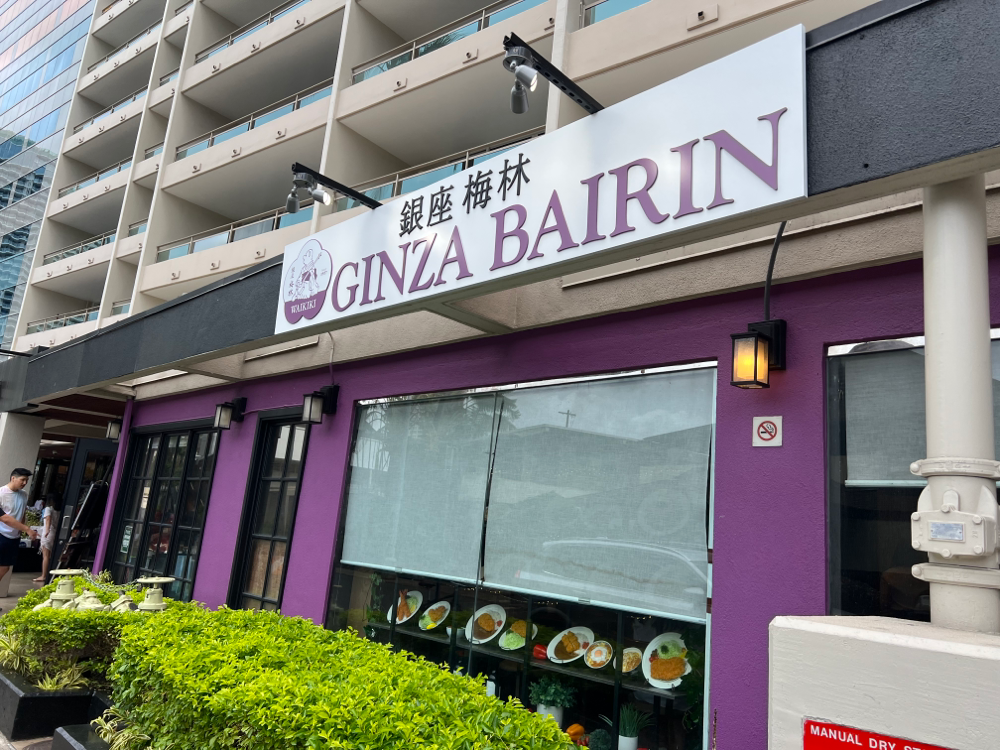 銀座 梅林
GINZA BAIRIN
WAIKIKI
MANUAL DRY